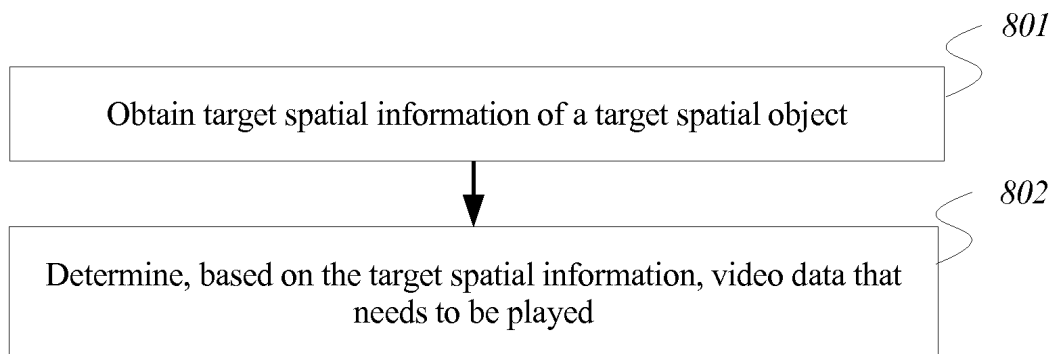 801
Obtain target spatial information of a target spatial object
802
Determine, based on the target spatial information, video data that
needs to be played